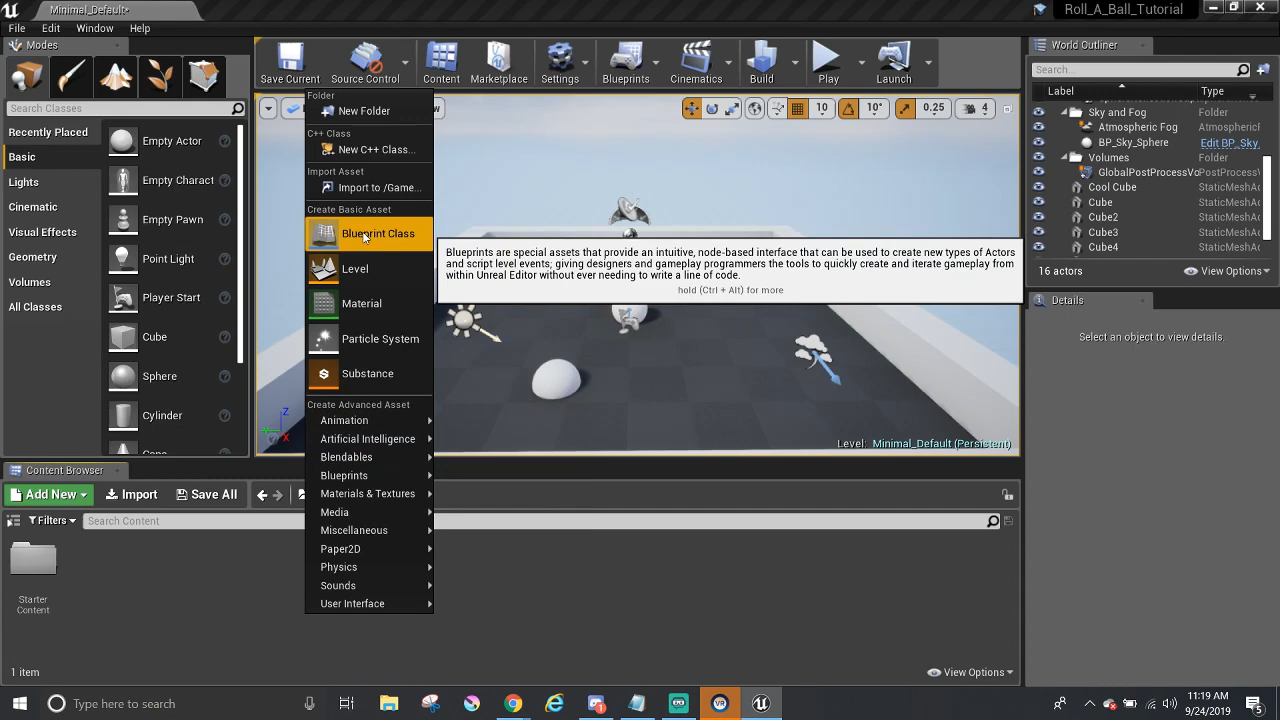 Minimal_Default*
Roll_A_Ball_Tutorial
File Edit Window Help
Modes
Search Classes
Recently Placed
Basic
Lights
Cinematic
Visual Effects
Geometry
Volumes
All Classes
Empty Actor
Empty Charact
Empty Pawn
Point Light
Player Start
Cube
Sphere
Cylinder
Save Current
Source Control
Content
Marketplace
Settings
Blueprints
Cinematics
Build
Play
Launch
10
10°
0.25
4
Folder
New Folder
C++ Class
New C++ Class...
Import Asset
Import to /Game...
Create Basic Asset
Blueprint Class
Level
Material
Particle System
Substance
Create Advanced Asset
Animation
Artificial Intelligence
Blendables
Blueprints
Materials & Textures
Media
Miscellaneous
Paper2D
Physics
Sounds
User Interface
Blueprints are special assets that provide an intuitive, node-based interface that can be used to create new types of Actors
and script level events; giving designers and gameplay programmers the tools to quickly create and iterate gameplay from
within Unreal Editor without ever needing to write a line of code.
hold (Ctrl + Alt) for more
Z
X
Level: Minimal_Default (Persistent)
World Outliner
Search...
Label Type
Sky and Fog Folder
Atmospheric Fog AtmosphericF
BP_Sky_Sphere Edit BP_Sky_
Volumes Folder
GlobalPostProcessVo PostProcessV
Cool Cube StaticMeshA
Cube StaticMeshA
Cube2 StaticMeshA
Cube3 StaticMeshA
Cube4 StaticMeshA
16 actors
View Options
Details
Select an object to view details.
Content Browser
Add New Import Save All
Filters Search Content
Starter
Content
1 item
View Options
Type here to search
VR
11:19 AM
9/24/2019